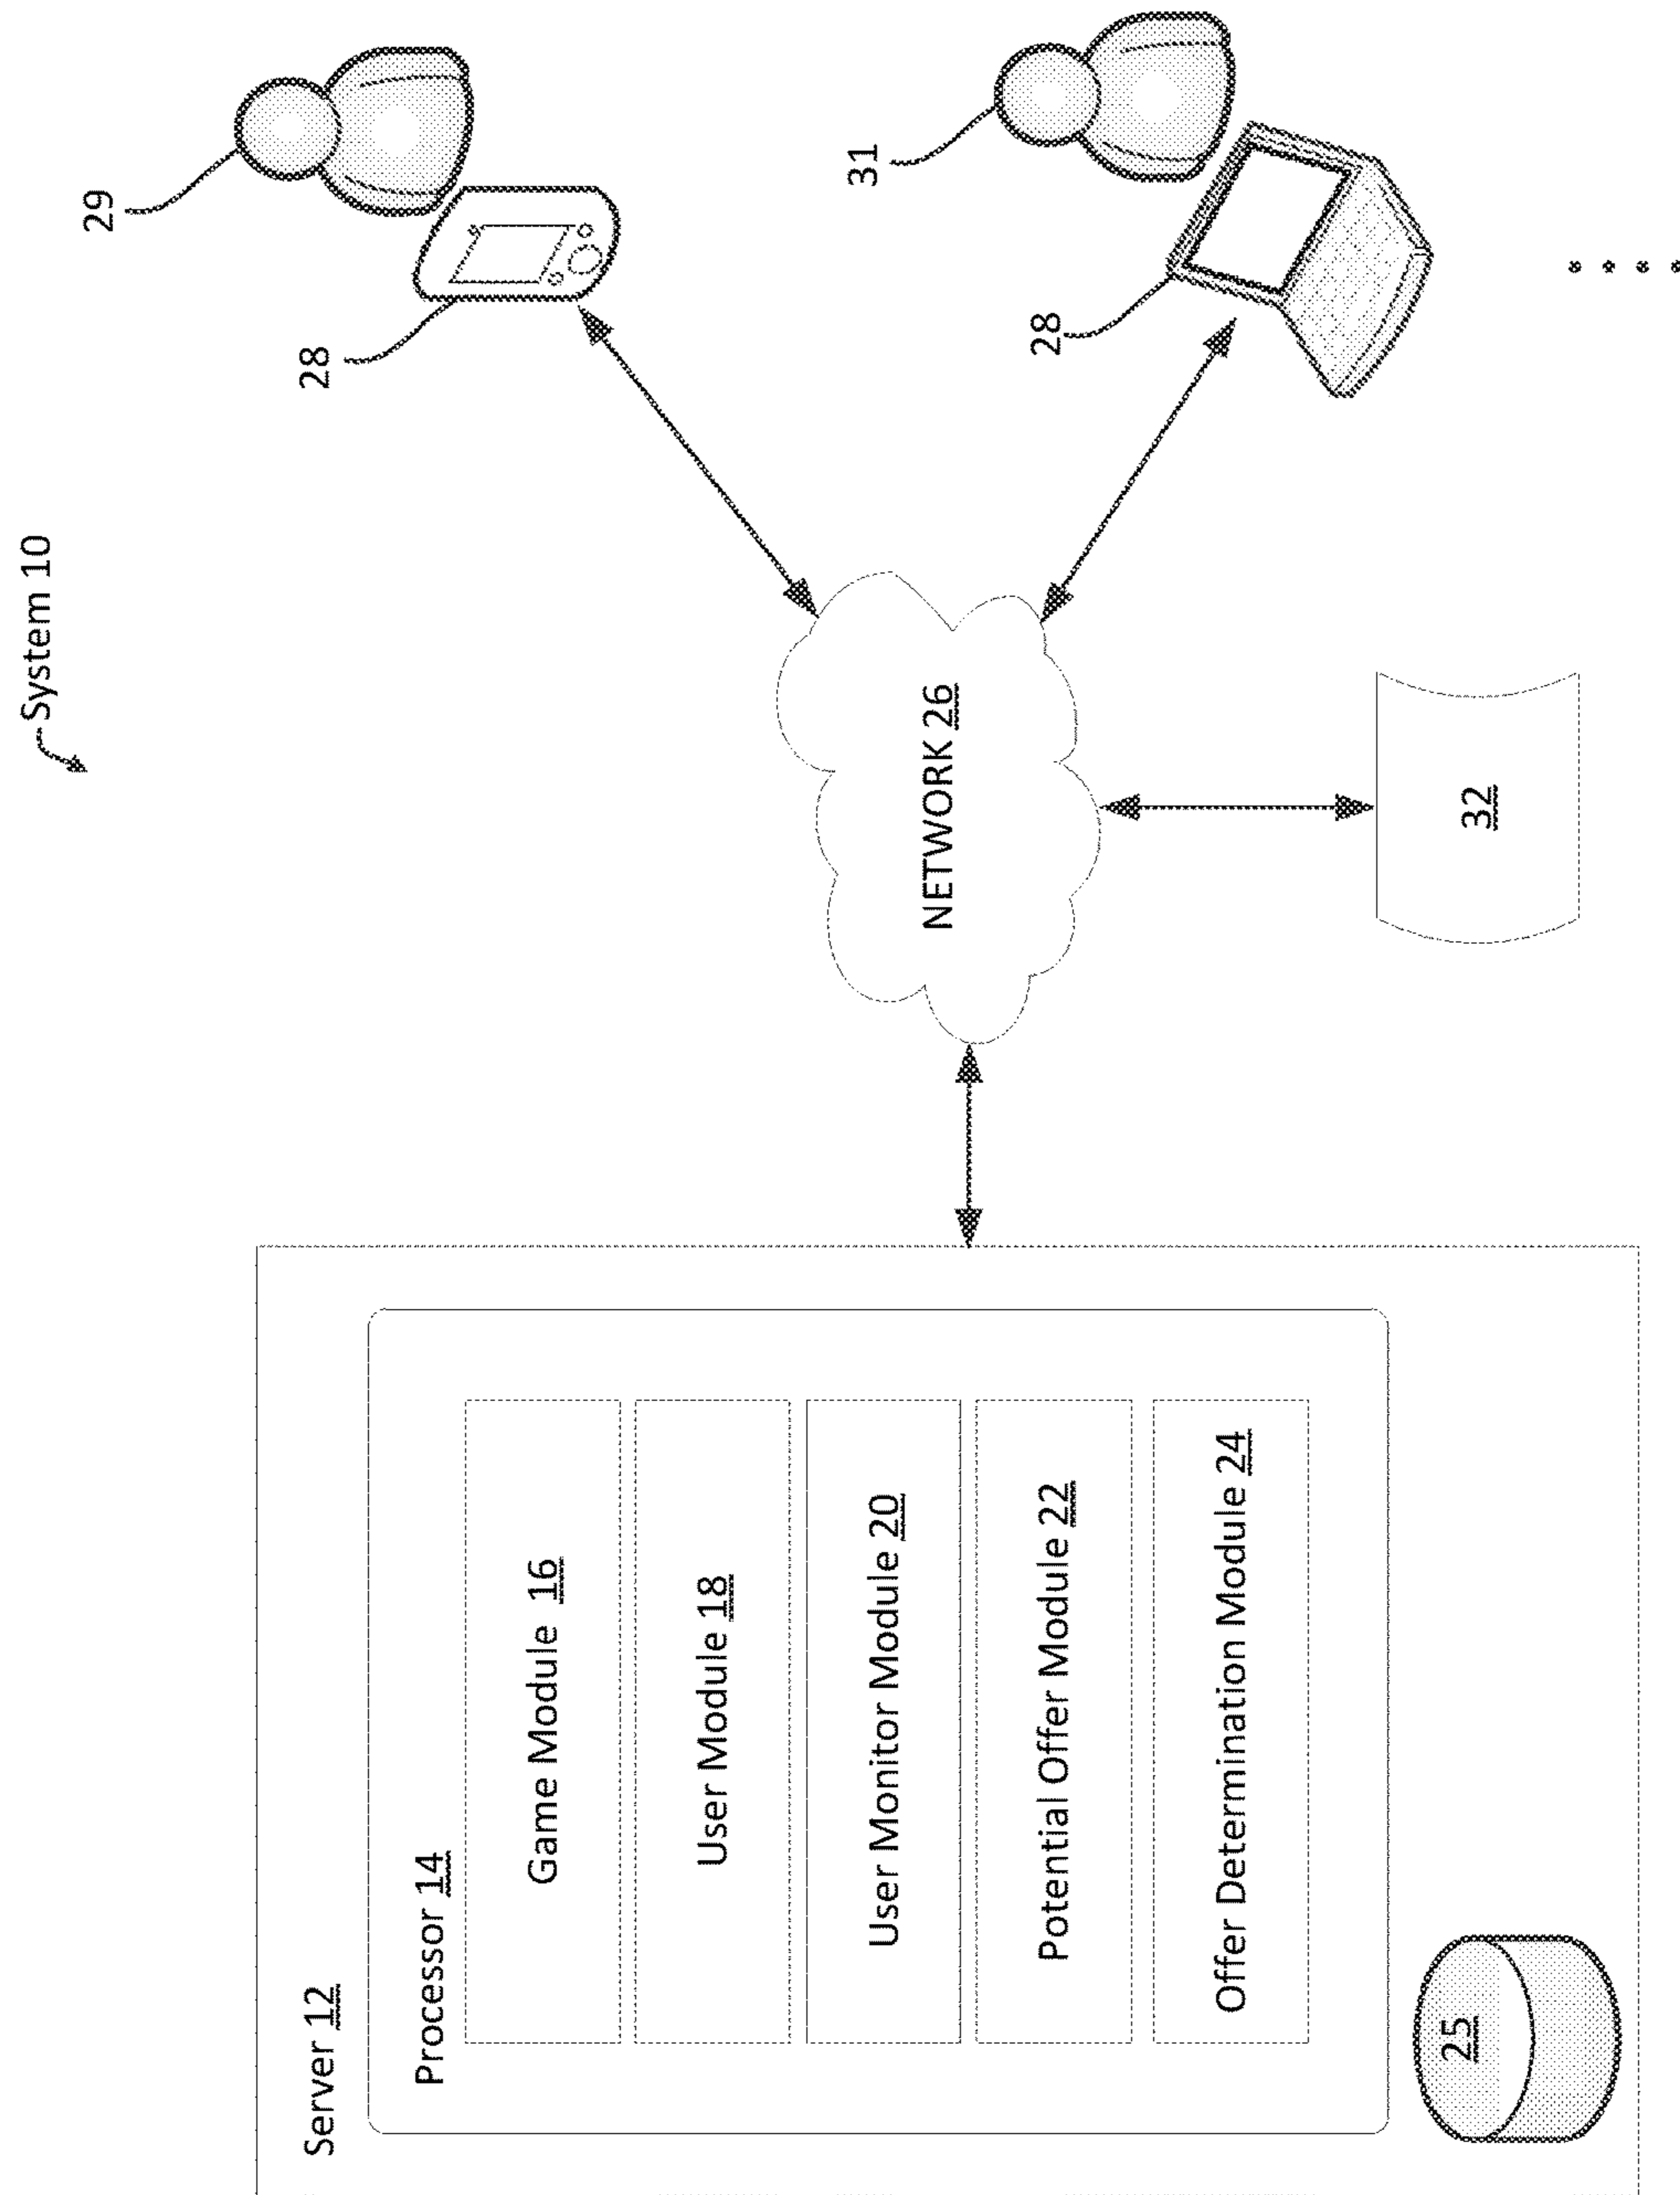 System 10
Server 12
Processor 14
Game Module 16
User Module 18
User Monitor Module 20
Potential Offer Module 22
Offer Determination Module 24
25
NETWORK 26
32
29
28
31
28